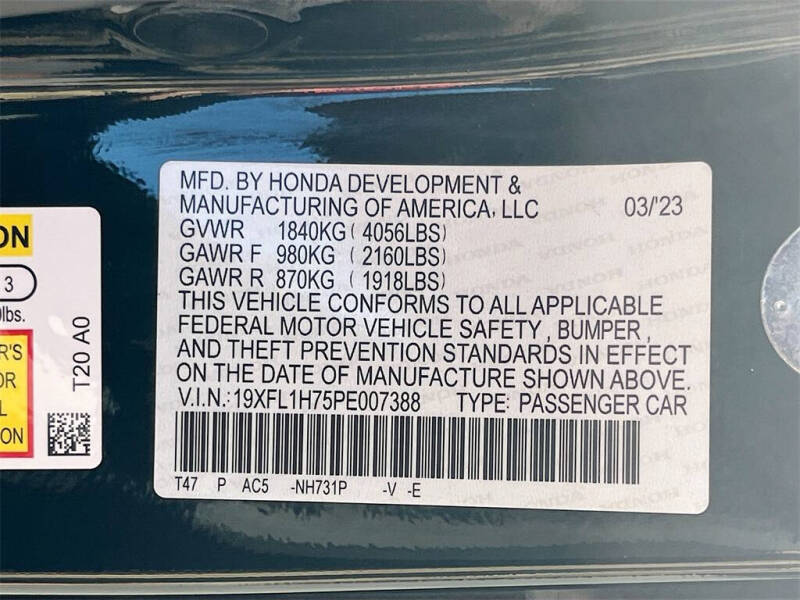 MFD. BY HONDA DEVELOPMENT &
MANUFACTURING OF AMERICA, LLC 03/'23
GVWR 1840KG ( 4056LBS)
GAWR F 980KG ( 2160LBS)
GAWR R 870KG ( 1918LBS)
THIS VEHICLE CONFORMS TO ALL APPLICABLE
FEDERAL MOTOR VEHICLE SAFETY , BUMPER ,
AND THEFT PREVENTION STANDARDS IN EFFECT
ON THE DATE OF MANUFACTURE SHOWN ABOVE.
V.I.N.: 19XFL1H75PE007388 TYPE: PASSENGER CAR
T47 P AC5 -NH731P -V -E
ON
3
lbs.
R'S
OR
L
ION
T20 A0